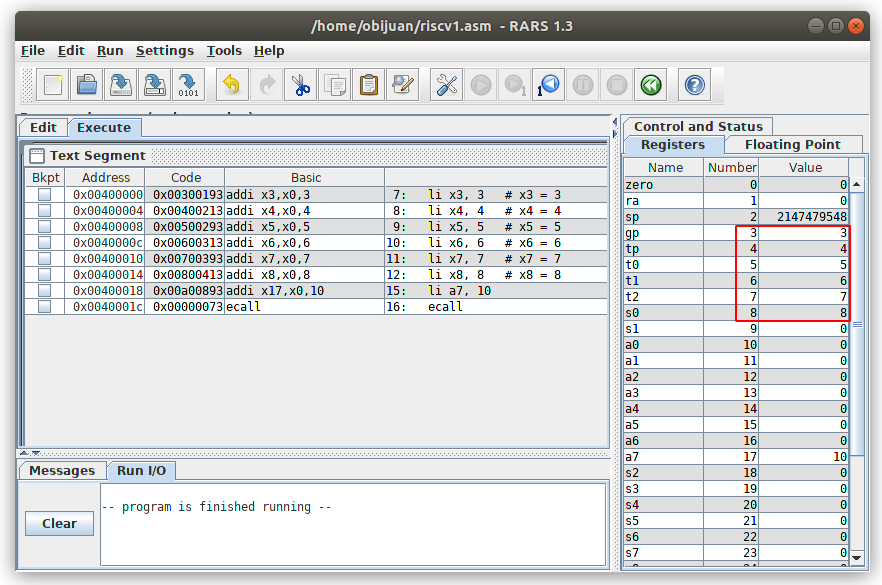 /home/obijuan/riscv1.asm - RARS 1.3
File Edit Run Settings Tools Help
1
0101
1
?
Edit Execute
Text Segment
Bkpt Address Code Basic
0x00400000 0x00300193 addi x3,x0,3 7: li x3, 3 # x3 = 3
0x00400004 0x00400213 addi x4,x0,4 8: li x4, 4 # x4 = 4
0x00400008 0x00500293 addi x5,x0,5 9: li x5, 5 # x5 = 5
0x0040000c 0x00600313 addi x6,x0,6 10: li x6, 6 # x6 = 6
0x00400010 0x00700393 addi x7,x0,7 11: li x7, 7 # x7 = 7
0x00400014 0x00800413 addi x8,x0,8 12: li x8, 8 # x8 = 8
0x00400018 0x00a00893 addi x17,x0,10 15: li a7, 10
0x0040001c 0x00000073 ecall 16: ecall
Messages Run I/O
-- program is finished running --
Clear
Control and Status
Registers Floating Point
Name Number Value
zero 0 0
ra 1 0
sp 2 2147479548
gp 3 3
tp 4 4
t0 5 5
t1 6 6
t2 7 7
s0 8 8
s1 9 0
a0 10 0
a1 11 0
a2 12 0
a3 13 0
a4 14 0
a5 15 0
a6 16 0
a7 17 10
s2 18 0
s3 19 0
s4 20 0
s5 21 0
s6 22 0
s7 23 0